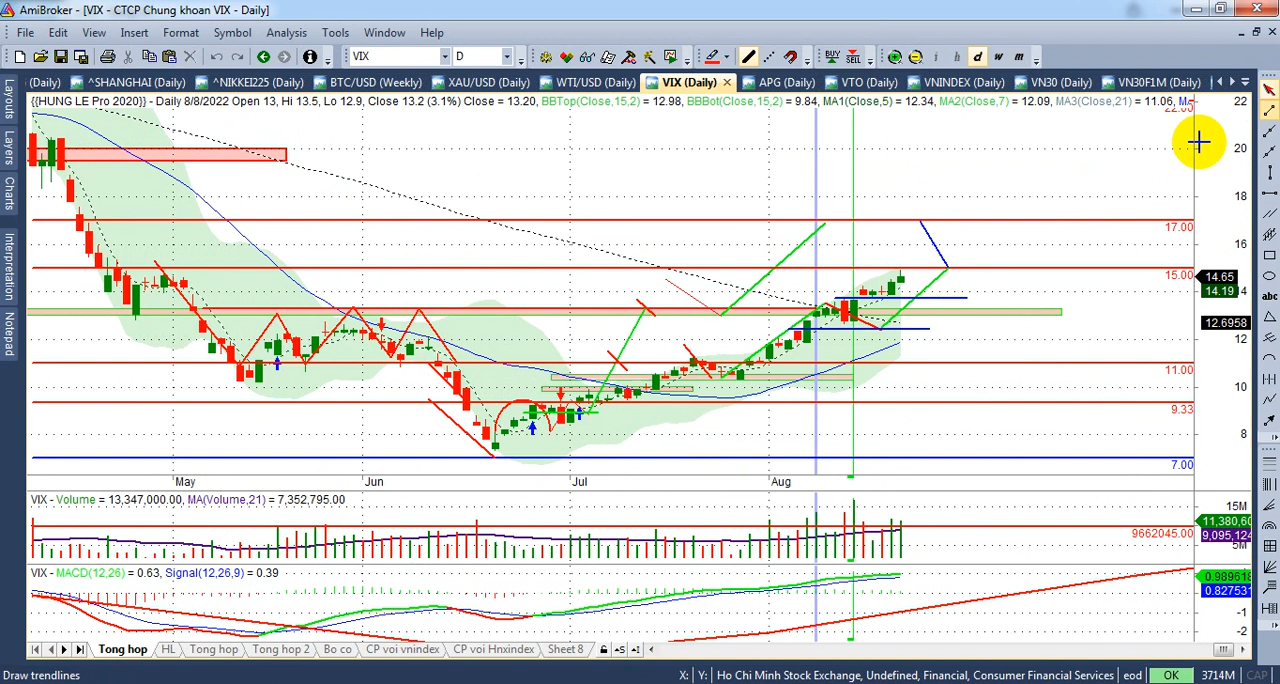 AmiBroker - [VIX - CTCP Chung khoan VIX - Daily]
File Edit View Insert Format Symbol Analysis Tools Window Help
VIX D BUY SELL i h d w m
(Daily) ^SHANGHAI (Daily) ^NIKKEI225 (Daily) BTC/USD (Weekly) XAU/USD (Daily) WTI/USD (Daily) VIX (Daily) APG (Daily) VTO (Daily) VNINDEX (Daily) VN30 (Daily) VN30F1M (Daily)
Layouts
Layers
Charts
Interpretation
Notepad
{{HUNG LE Pro 2020}} - Daily 8/8/2022 Open 13, Hi 13.5, Lo 12.9, Close 13.2 (3.1%) Close = 13.20, BBTop(Close,15,2) = 12.98, BBBot(Close,15,2) = 9.84, MA1(Close,5) = 12.34, MA2(Close,7) = 12.09, MA3(Close,21) = 11.06,
22
22.00
20
18
17.00
16
15.00
14.65
14.19
14
12.6958
11.00
10
9.33
8
7.00
May Jun Jul Aug
VIX - Volume = 13,347,000.00, MA(Volume,21) = 7,352,795.00
15M
11,380,60
9662045.00
9,095,124
5M
VIX - MACD(12,26) = 0.63, Signal(12,26,9) = 0.39
0.989618
0.827531
-1
-2
Tong hop HL Tong hop Tong hop 2 Bo co CP voi vnindex CP voi Hnxindex Sheet 8
Draw trendlines X: Y: Ho Chi Minh Stock Exchange, Undefined, Financial, Consumer Financial Services eod OK 3714M CAP
abc